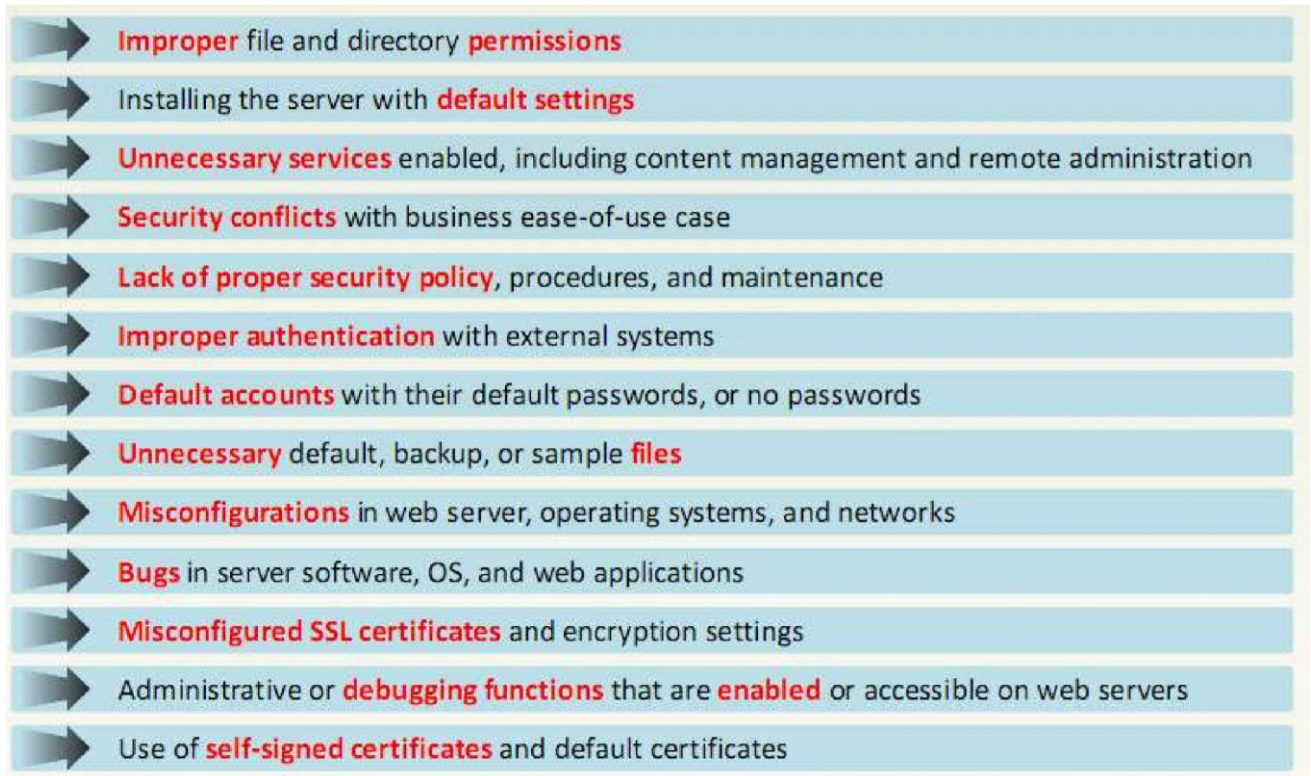 Improper file and directory permissions
Installing the server with default settings
Unnecessary services enabled, including content management and remote administration
Security conflicts with business ease-of-use case
Lack of proper security policy, procedures, and maintenance
Improper authentication with external systems
Default accounts with their default passwords, or no passwords
Unnecessary default, backup, or sample files
Misconfigurations in web server, operating systems, and networks
Bugs in server software, OS, and web applications
Misconfigured SSL certificates and encryption settings
Administrative or debugging functions that are enabled or accessible on web servers
Use of self-signed certificates and default certificates